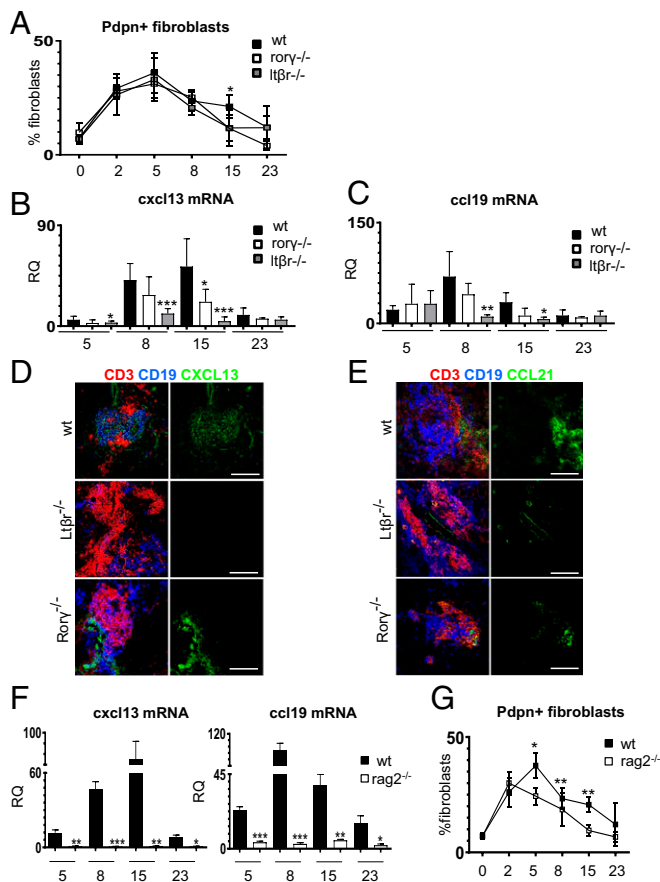 A
Pdpn+ fibroblasts
50
0
% fibroblasts
wt
rorγ-/-
ltβr-/-
*
0 2 5 8 15 23
B
cxcl13 mRNA
90
0
RQ
wt
rorγ-/-
ltβr-/-
* *** * ***
5 8 15 23
C
ccl19 mRNA
150
0
RQ
wt
rorγ-/-
ltβr-/-
** *
5 8 15 23
D
CD3 CD19 CXCL13
wt
Ltβr-/-
Rorγ-/-
E
CD3 CD19 CCL21
wt
Ltβr-/-
Rorγ-/-
F
cxcl13 mRNA
100
60
0
RQ
** *** ** *
5 8 15 23
ccl19 mRNA
120
45
0
RQ
wt
rag2-/-
*** *** ** *
5 8 15 23
G
Pdpn+ fibroblasts
50
0
%fibroblasts
wt
rag2-/-
* ** **
0 2 5 8 15 23